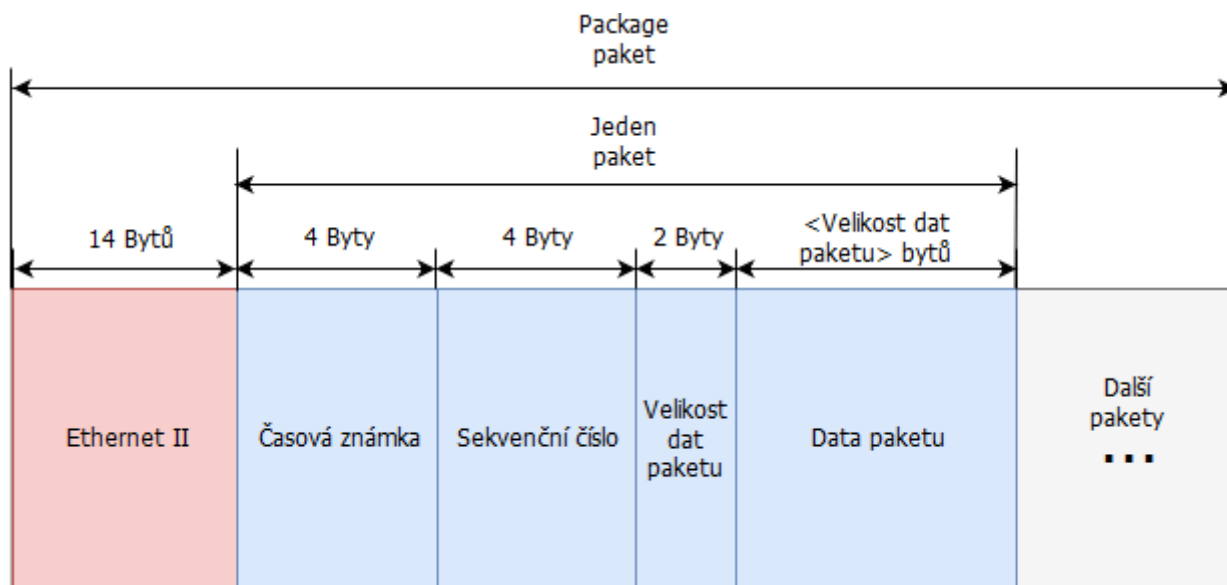 Package
paket
Jeden
paket
14 Bytů
4 Byty
4 Byty
2 Byty
<Velikost dat
paketu> bytů
Ethernet II
Časová známka
Sekvenční číslo
Velikost
dat
paketu
Data paketu
Další
pakety
...